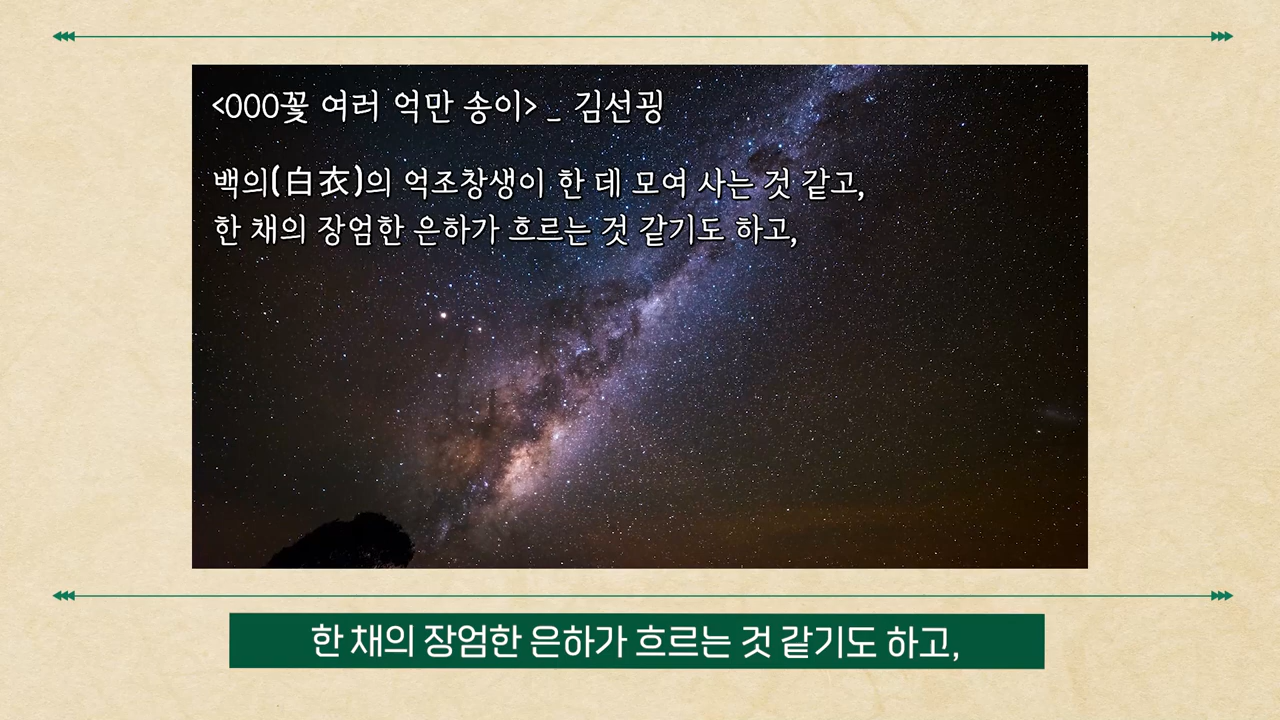 <000꽃 여러 억만 송이> _ 김선굉
백의(白衣)의 억조창생이 한 데 모여 사는 것 같고,
한 채의 장엄한 은하가 흐르는 것 같기도 하고,
한 채의 장엄한 은하가 흐르는 것 같기도 하고,